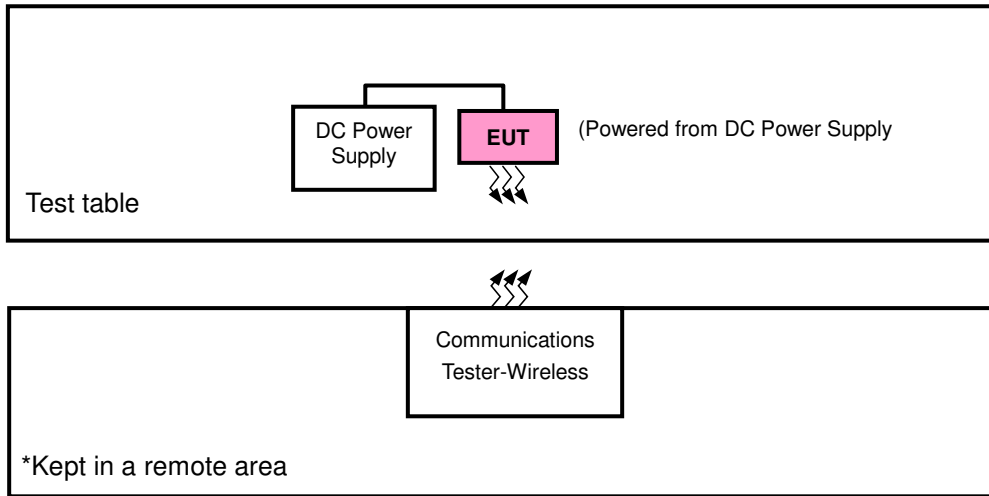 DC Power
Supply
EUT
(Powered from DC Power Supply
Test table
Communications
Tester-Wireless
*Kept in a remote area